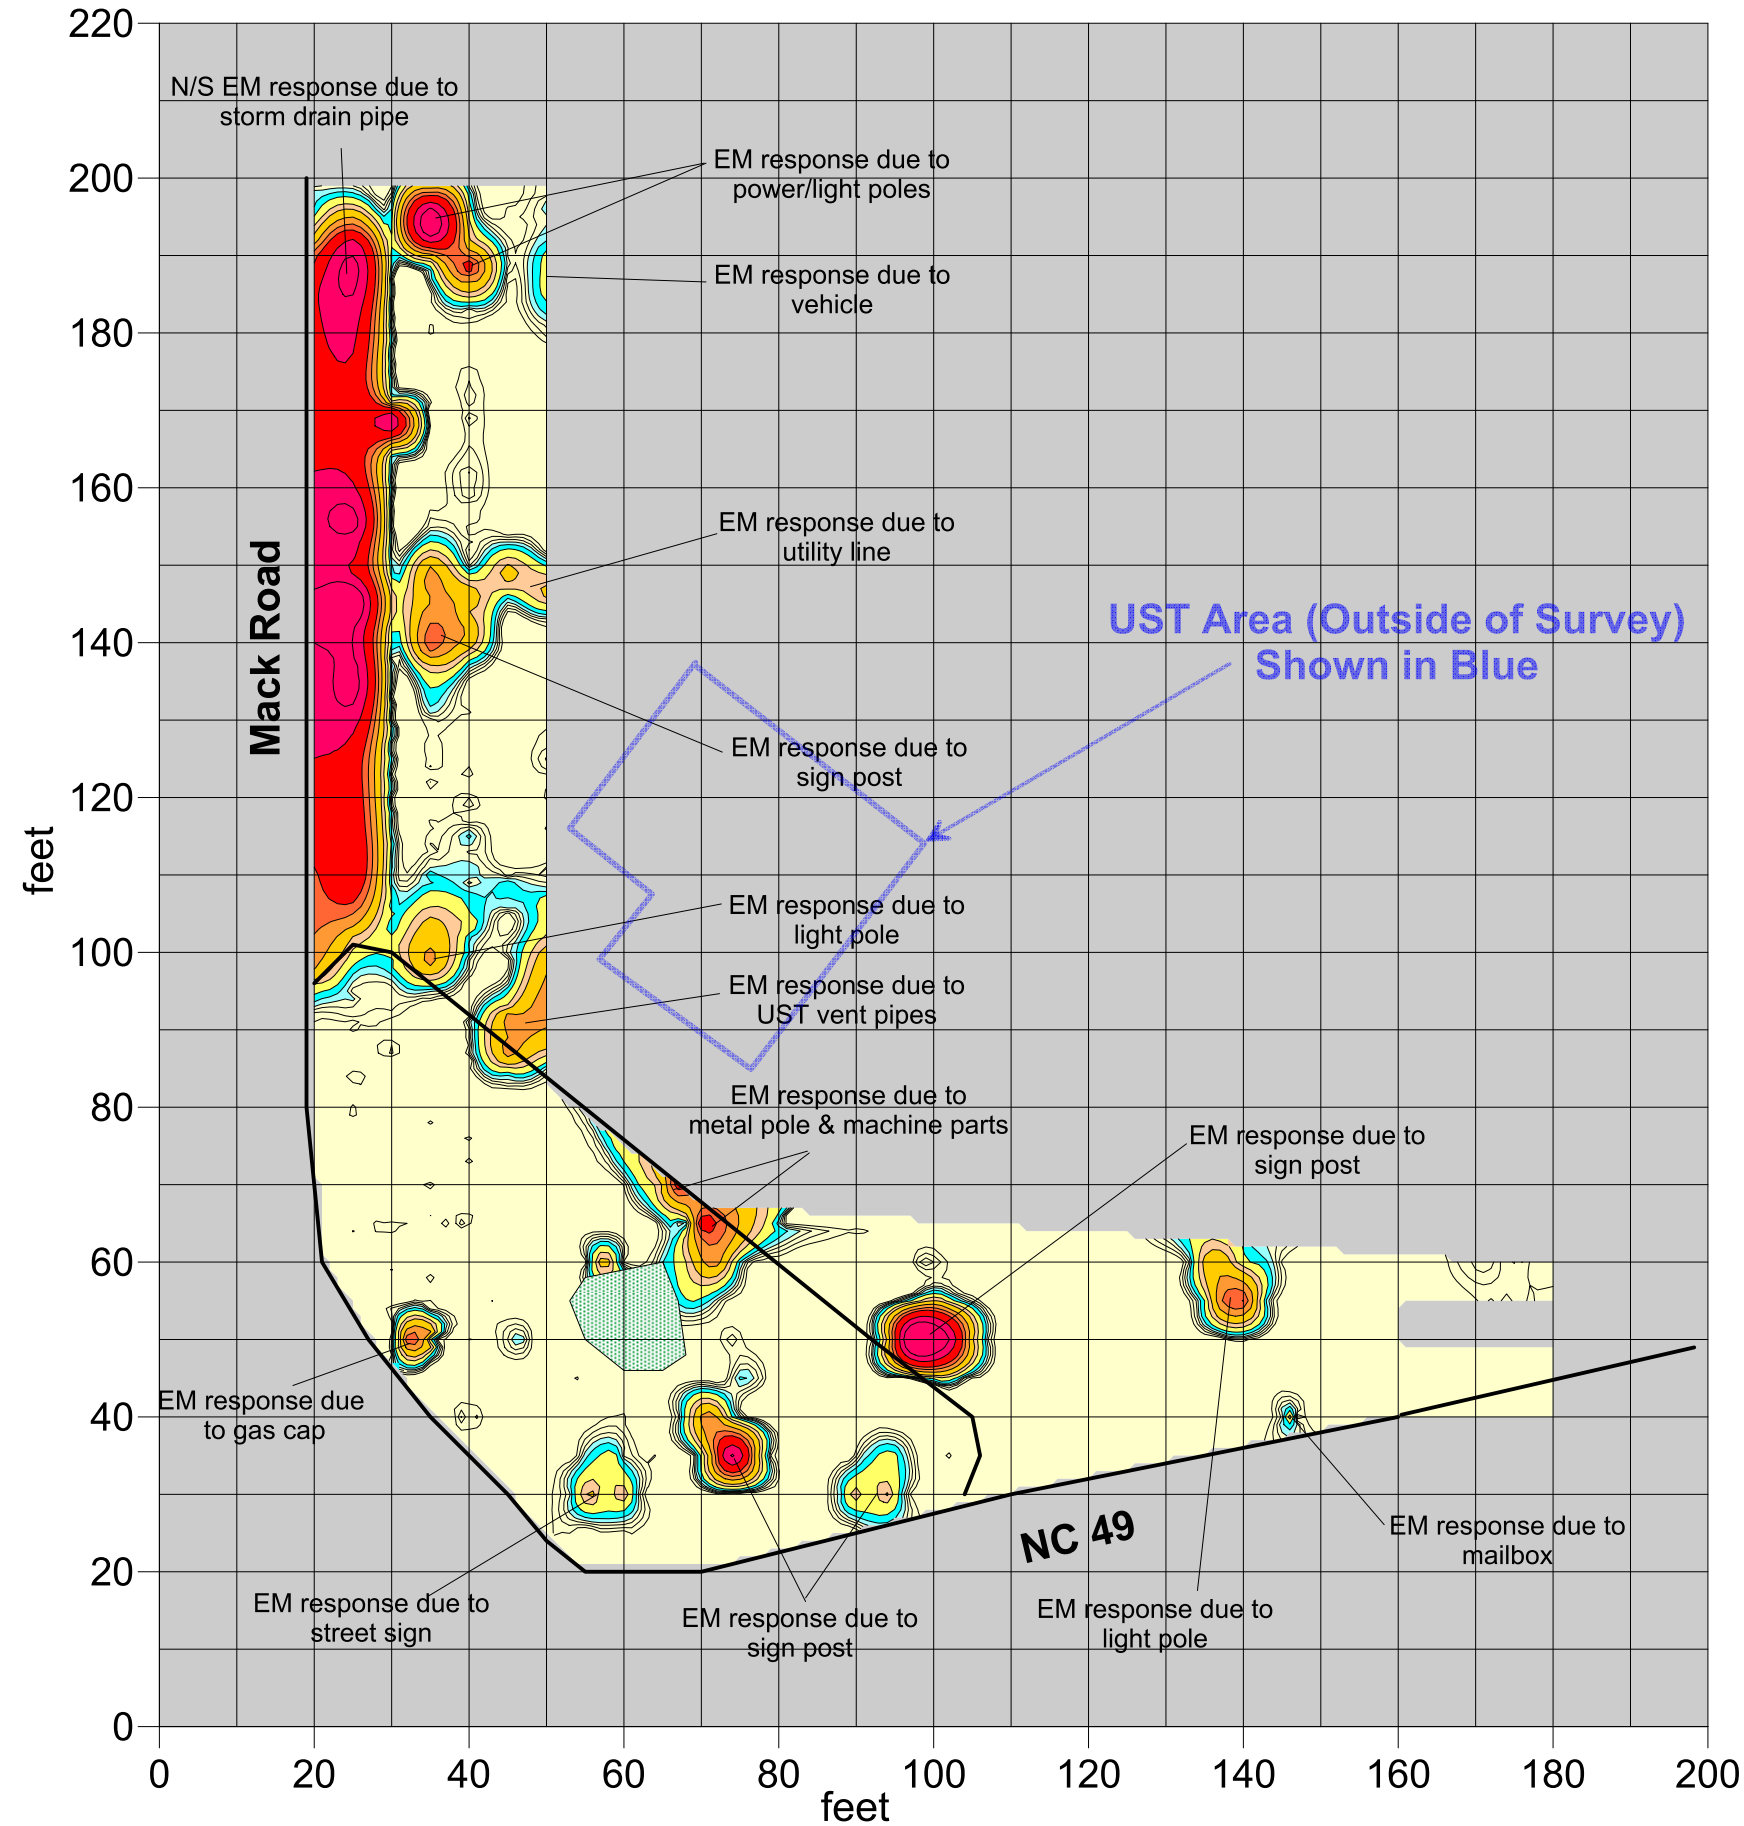 220
N/S EM response due to
storm drain pipe
EM response due to
power/light poles
200
EM response due to
vehicle
180
160
EM response due to
utility line
Mack Road
UST Area (Outside of Survey)
Shown in Blue
140
EM response due to
sign post
120
feet
EM response due to
light pole
100
EM response due to
UST vent pipes
EM response due to
metal pole & machine parts
80
EM response due to
sign post
60
EM response due
to gas cap
40
EM response due to
mailbox
NC 49
20
EM response due to
street sign
EM response due to
sign post
EM response due to
light pole
0
0 20 40 60 80 100 120 140 160 180 200
feet